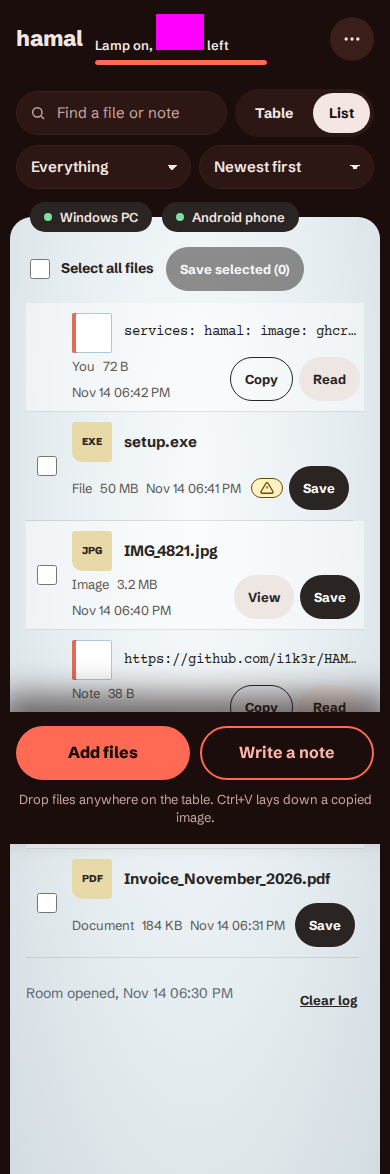 hamal
Lamp on, left
Find a file or note
Table
List
Everything
Newest first
Windows PC
Android phone
Select all files
Save selected (0)
services: hamal: image: ghcr…
You 72 B
Nov 14 06:42 PM
Copy
Read
EXE
setup.exe
File 50 MB Nov 14 06:41 PM
Save
JPG
IMG_4821.jpg
Image 3.2 MB
Nov 14 06:40 PM
View
Save
https://github.com/i1k3r/HAM…
Note 38 B
Copy
Read
Add files
Write a note
Drop files anywhere on the table. Ctrl+V lays down a copied
image.
PDF
Invoice_November_2026.pdf
Document 184 KB Nov 14 06:31 PM
Save
Room opened, Nov 14 06:30 PM
Clear log